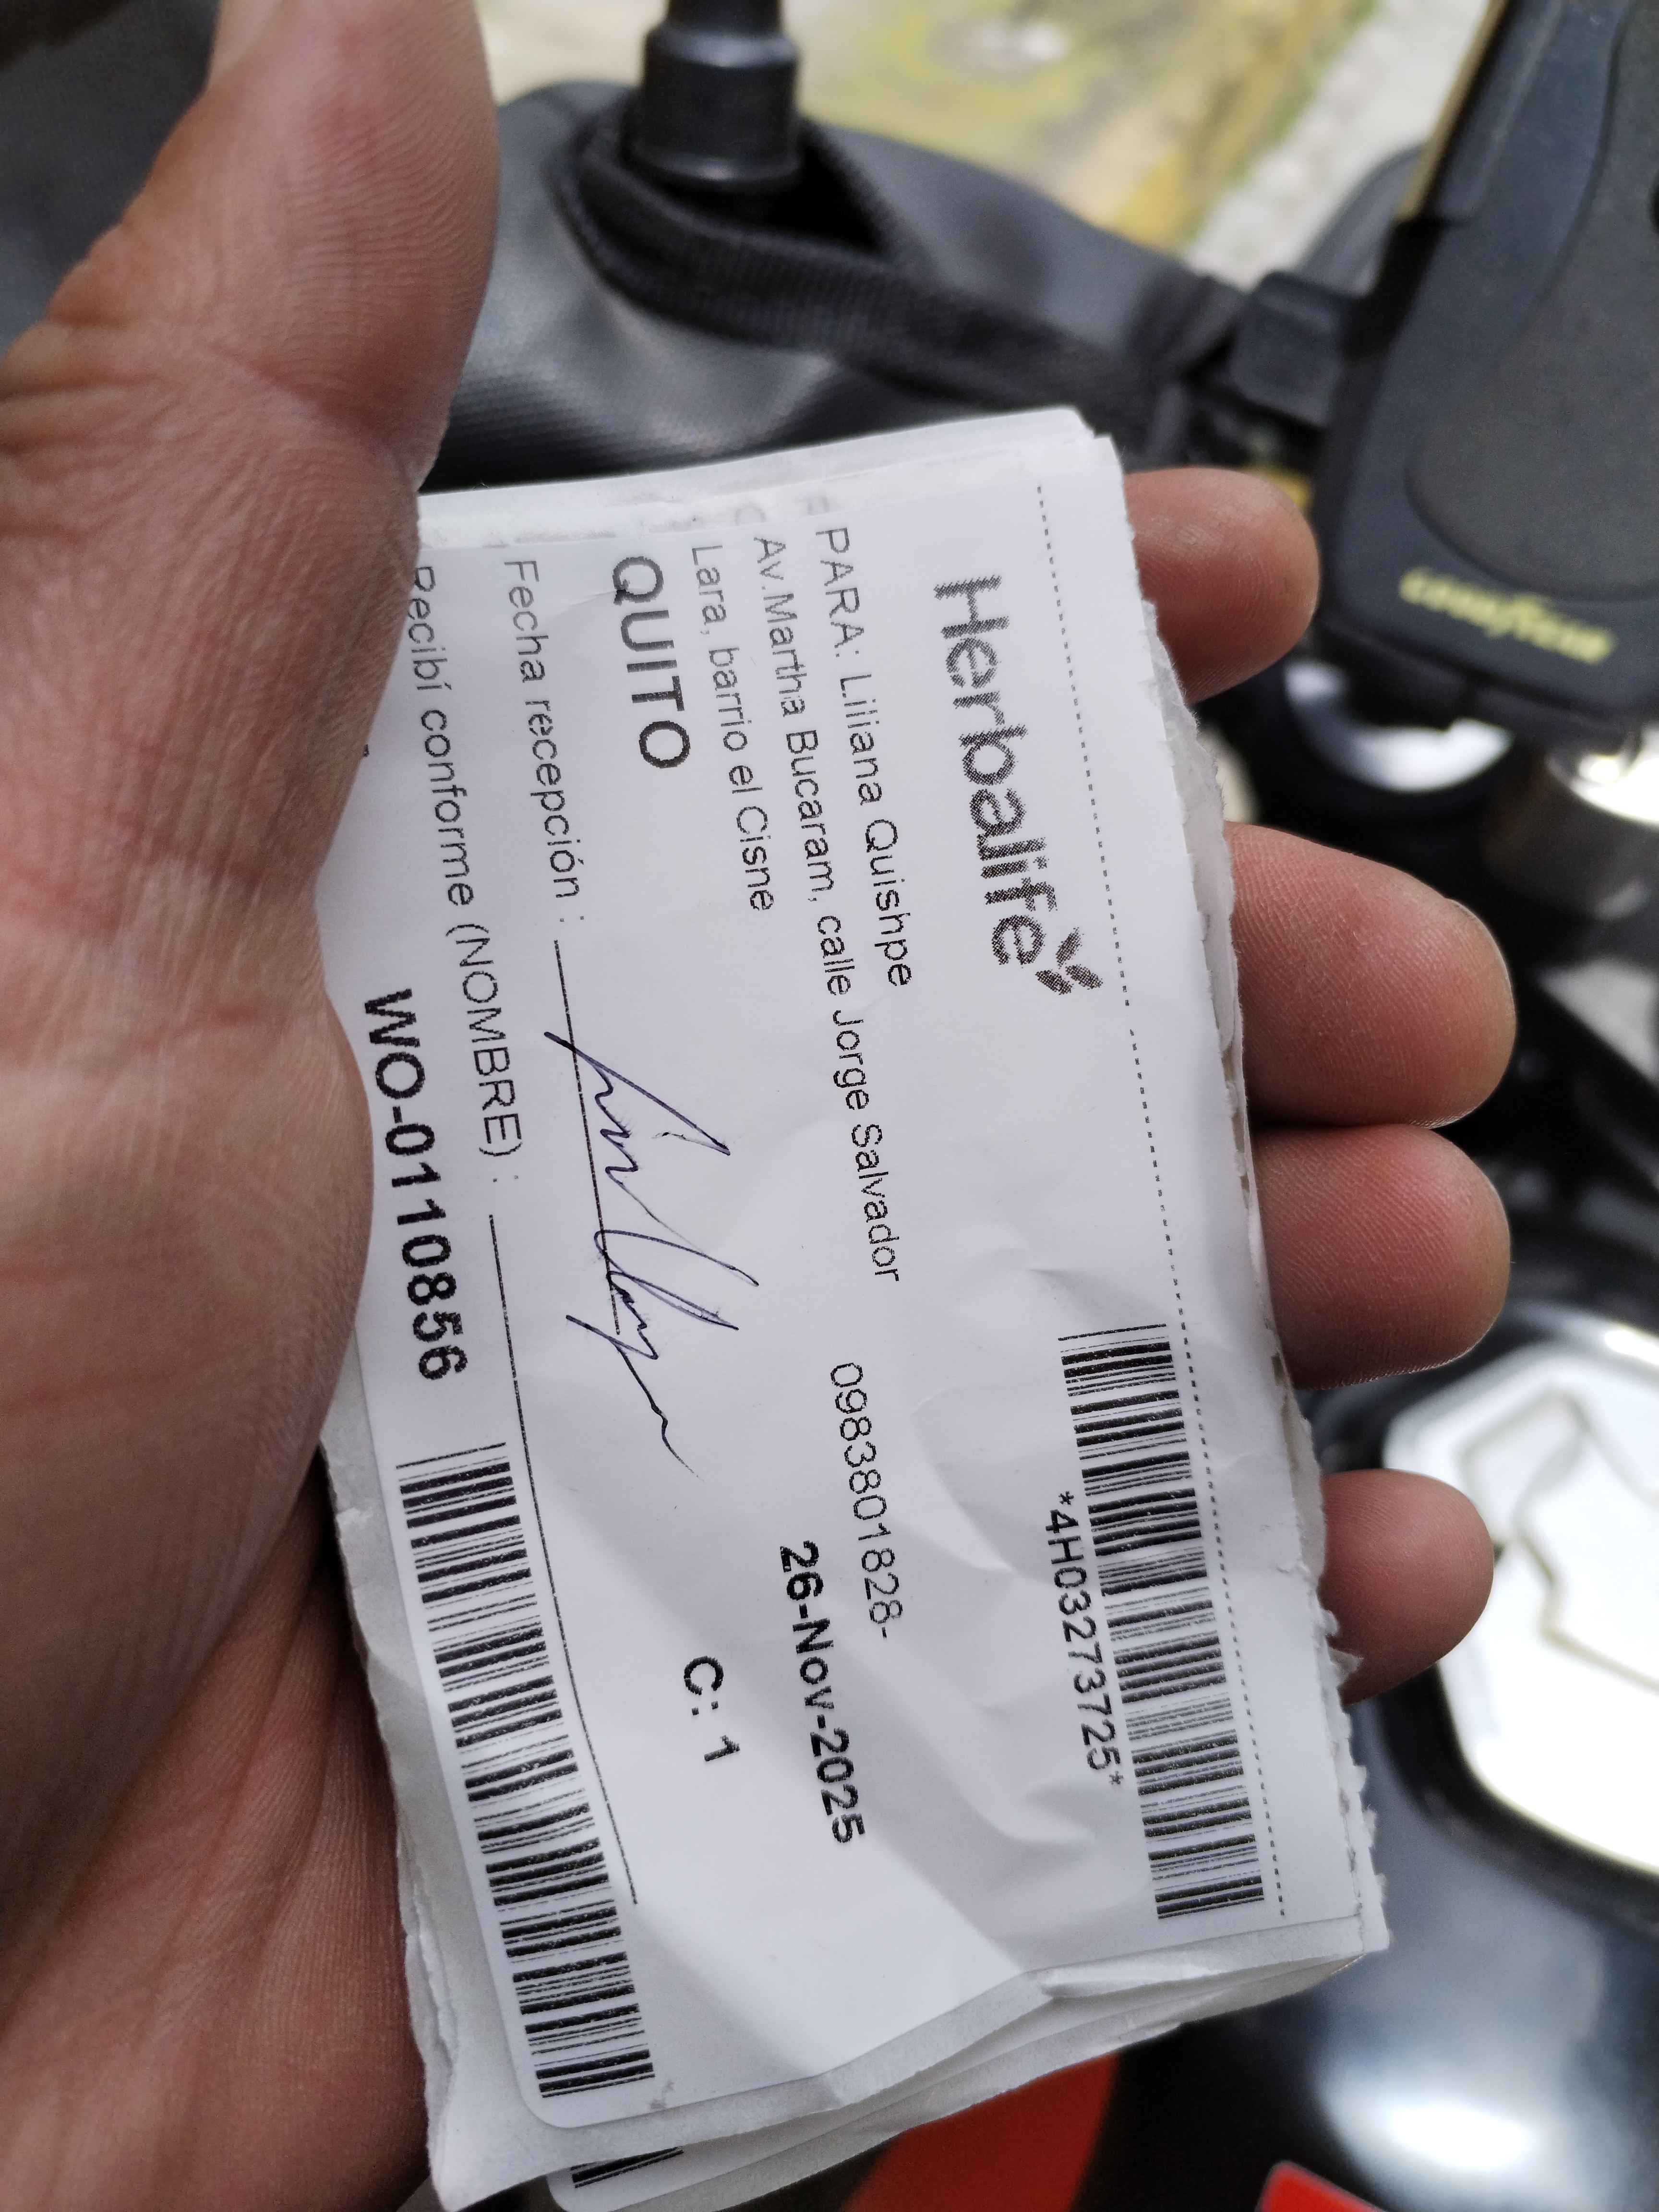 Herbalife
*4H03273725*
PARA: Liliana Quishpe
Av.Martha Bucaram, calle Jorge Salvador
0983801828-
Lara, barrio el Cisne
26-Nov-2025
QUITO
C: 1
Fecha recepción :
Recibí conforme (NOMBRE) :
WO-0110856
GOODYEAR